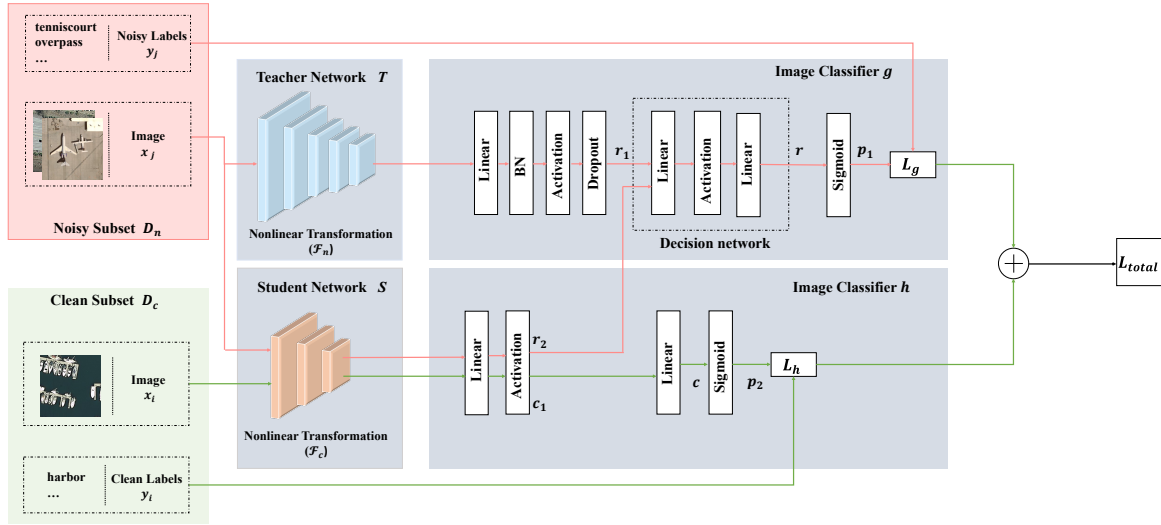 tenniscourt
overpass
...
Noisy Labels
y_j
Image
x_j
Noisy Subset D_n
Teacher Network T
Nonlinear Transformation
(ℱ_n)
Image Classifier g
Linear
BN
Activation
Dropout
r_1
Linear
Activation
Linear
Decision network
r
Sigmoid
p_1
L_g
Clean Subset D_c
Image
x_i
harbor
...
Clean Labels
y_i
Student Network S
Nonlinear Transformation
(ℱ_c)
Image Classifier h
Linear
Activation
r_2
c_1
Linear
c
Sigmoid
p_2
L_h
+
L_total